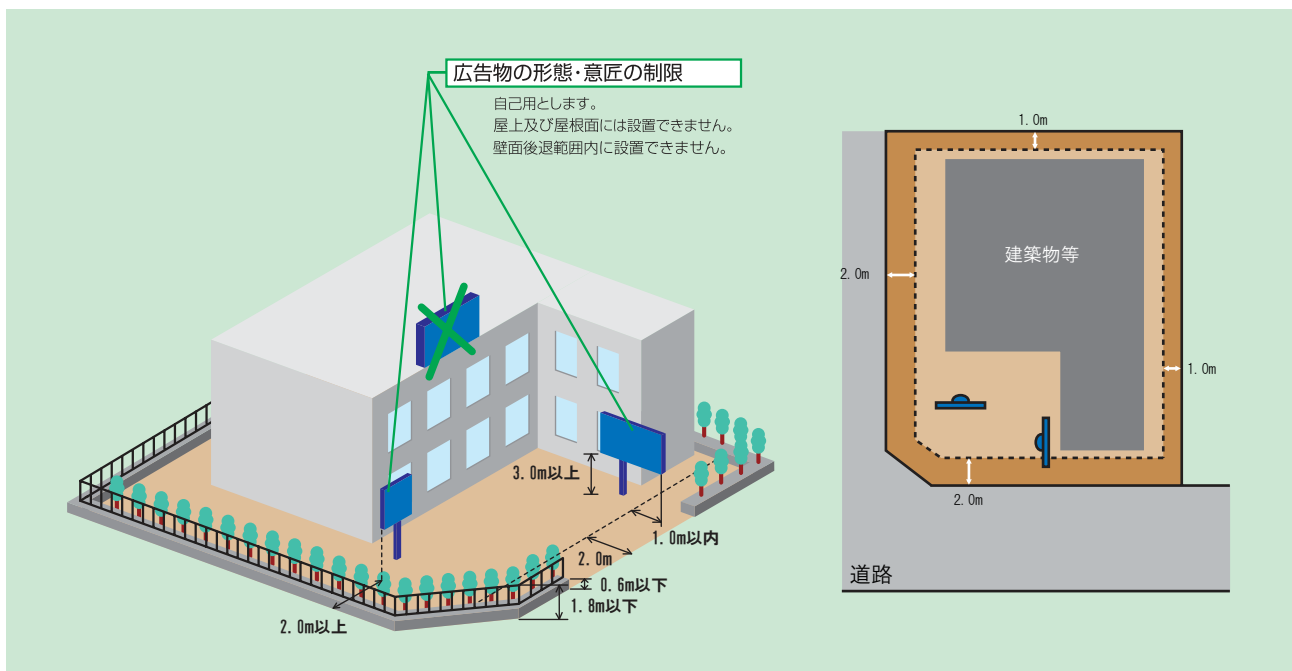 広告物の形態・意匠の制限
自己用とします。
屋上及び屋根面には設置できません。
壁面後退範囲内に設置できません。
3.0m以上
1.0m以内
2.0m
0.6m以下
1.8m以下
2.0m以上
1.0m
建築物等
2.0m
1.0m
2.0m
道路